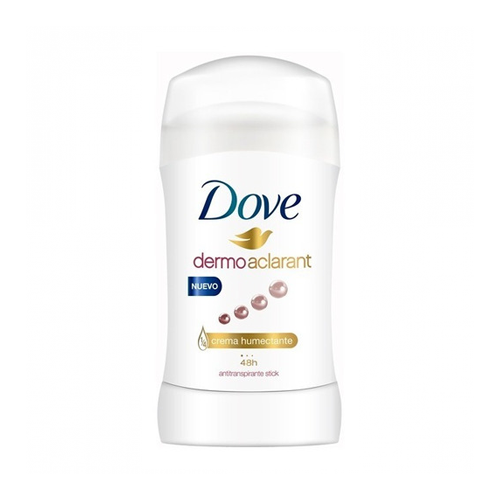 Dove
dermoaclarant
NUEVO
crema humectante
48h
antitranspirante stick